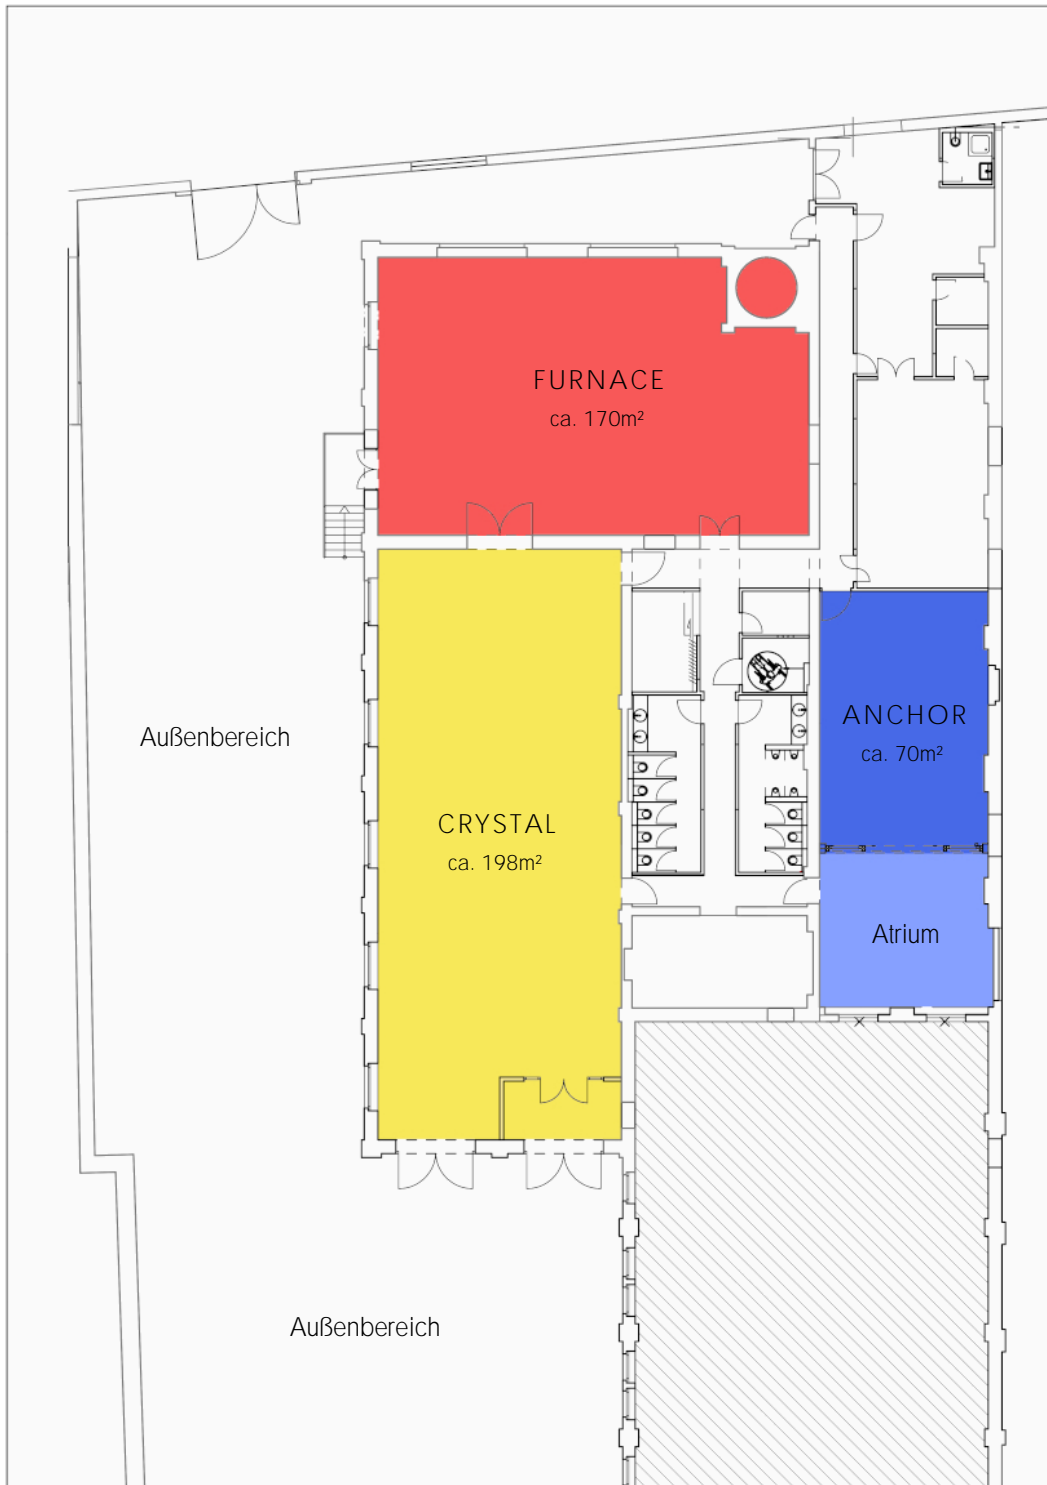 FURNACE
ca. 170m²
ANCHOR
ca. 70m²
Außenbereich
CRYSTAL
ca. 198m²
Atrium
Außenbereich